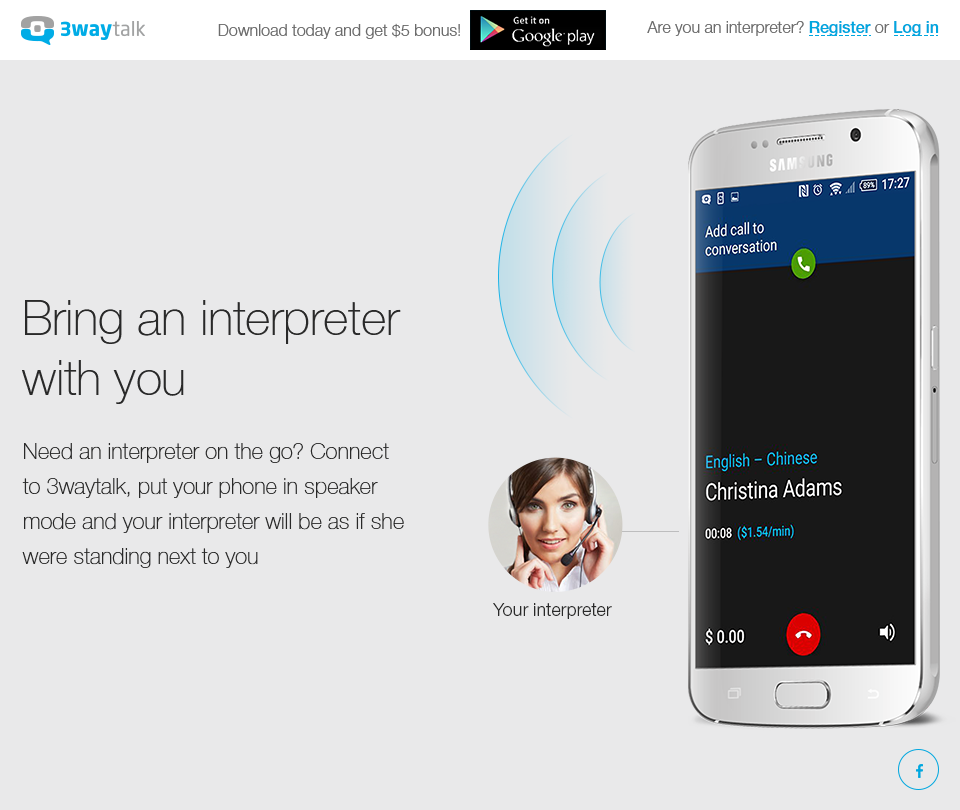 3waytalk
Download today and get $5 bonus!
Get it on
Google play
Are you an interpreter? Register or Log in
SAMSUNG
89%
17:27
Add call to
conversation
Bring an interpreter
with you
Need an interpreter on the go? Connect
to 3waytalk, put your phone in speaker
mode and your interpreter will be as if she
were standing next to you
Your interpreter
English – Chinese
Christina Adams
00:08 ($1.54/min)
$ 0.00
f